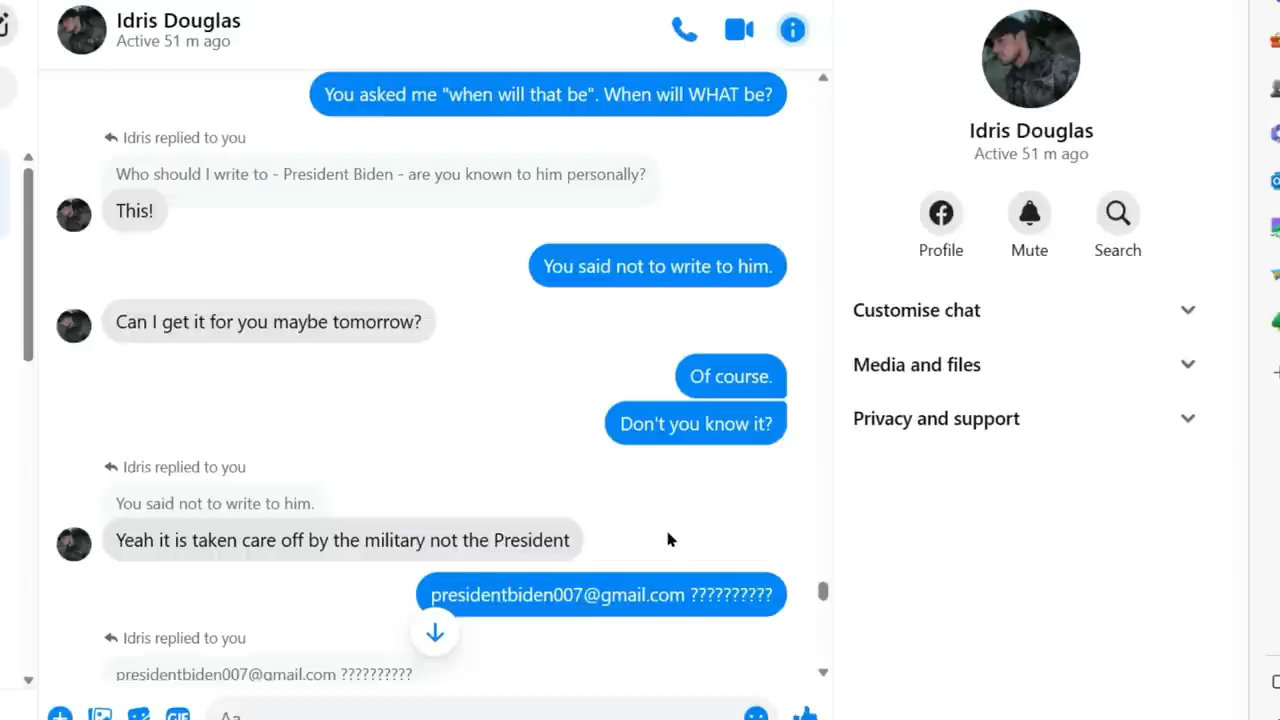 Idris Douglas
Active 51 m ago
You asked me "when will that be". When will WHAT be?
Idris replied to you
Who should I write to - President Biden - are you known to him personally?
This!
You said not to write to him.
Can I get it for you maybe tomorrow?
Of course.
Don't you know it?
Idris replied to you
You said not to write to him.
Yeah it is taken care off by the military not the President
presidentbiden007@gmail.com ??????????
Idris replied to you
presidentbiden007@gmail.com ??????????
GIF
Aa
Idris Douglas
Active 51 m ago
Profile
Mute
Search
Customise chat
Media and files
Privacy and support